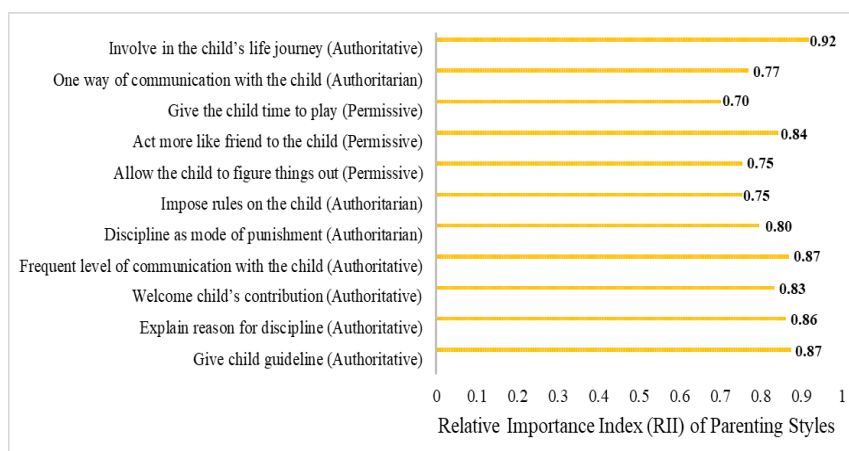 Involve in the child's life journey (Authoritative) 0.92
One way of communication with the child (Authoritarian) 0.77
Give the child time to play (Permissive) 0.70
Act more like friend to the child (Permissive) 0.84
Allow the child to figure things out (Permissive) 0.75
Impose rules on the child (Authoritarian) 0.75
Discipline as mode of punishment (Authoritarian) 0.80
Frequent level of communication with the child (Authoritative) 0.87
Welcome child's contribution (Authoritative) 0.83
Explain reason for discipline (Authoritative) 0.86
Give child guideline (Authoritative) 0.87
0 0.1 0.2 0.3 0.4 0.5 0.6 0.7 0.8 0.9 1
Relative Importance Index (RII) of Parenting Styles